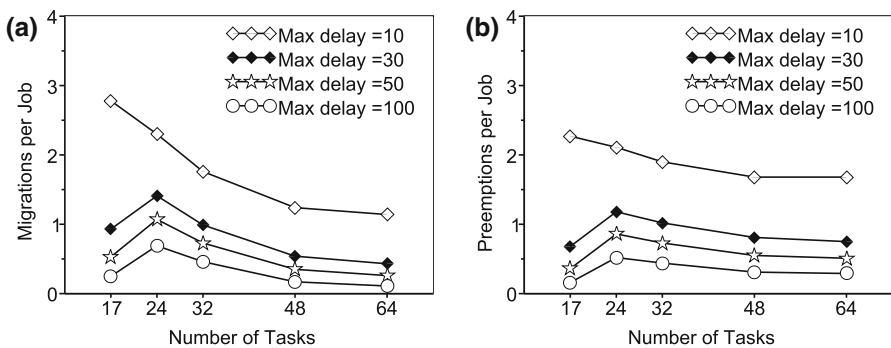 (a)
4
3
2
1
0
Migrations per Job
Max delay =10
Max delay =30
Max delay =50
Max delay =100
17 24 32 48 64
Number of Tasks
(b)
4
3
2
1
0
Preemptions per Job
Max delay =10
Max delay =30
Max delay =50
Max delay =100
17 24 32 48 64
Number of Tasks